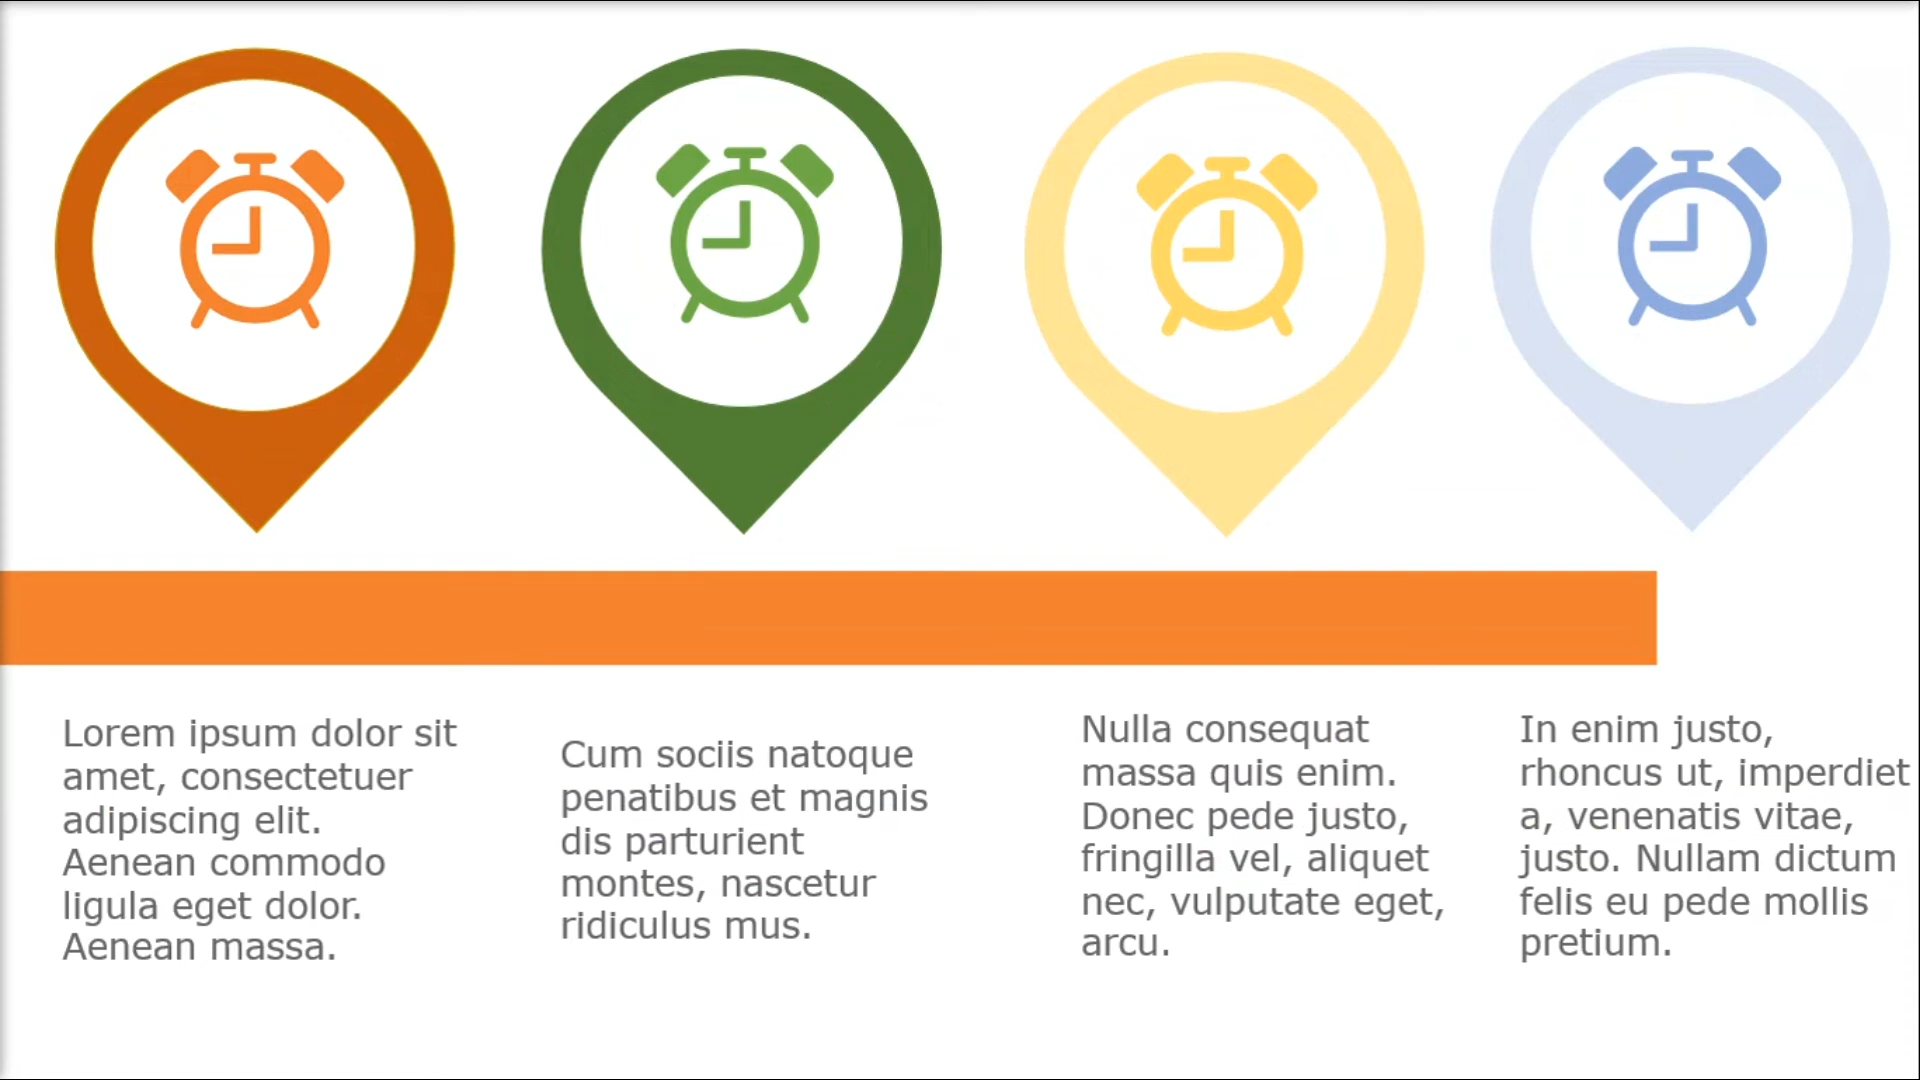 Lorem ipsum dolor sit
amet, consectetuer
adipiscing elit.
Aenean commodo
ligula eget dolor.
Aenean massa.
Cum sociis natoque
penatibus et magnis
dis parturient
montes, nascetur
ridiculus mus.
Nulla consequat
massa quis enim.
Donec pede justo,
fringilla vel, aliquet
nec, vulputate eget,
arcu.
In enim justo,
rhoncus ut, imperdiet
a, venenatis vitae,
justo. Nullam dictum
felis eu pede mollis
pretium.